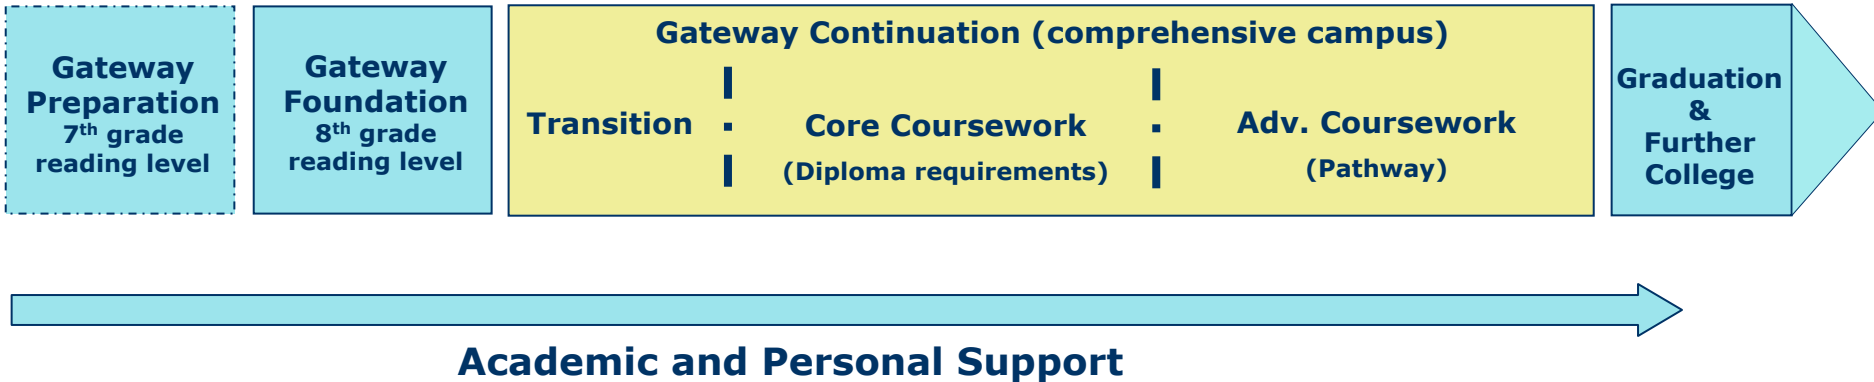 Gateway
Preparation
7th grade
reading level
Gateway
Foundation
8th grade
reading level
Gateway Continuation (comprehensive campus)
Transition
Core Coursework
(Diploma requirements)
Adv. Coursework
(Pathway)
Graduation
&
Further
College
Academic and Personal Support